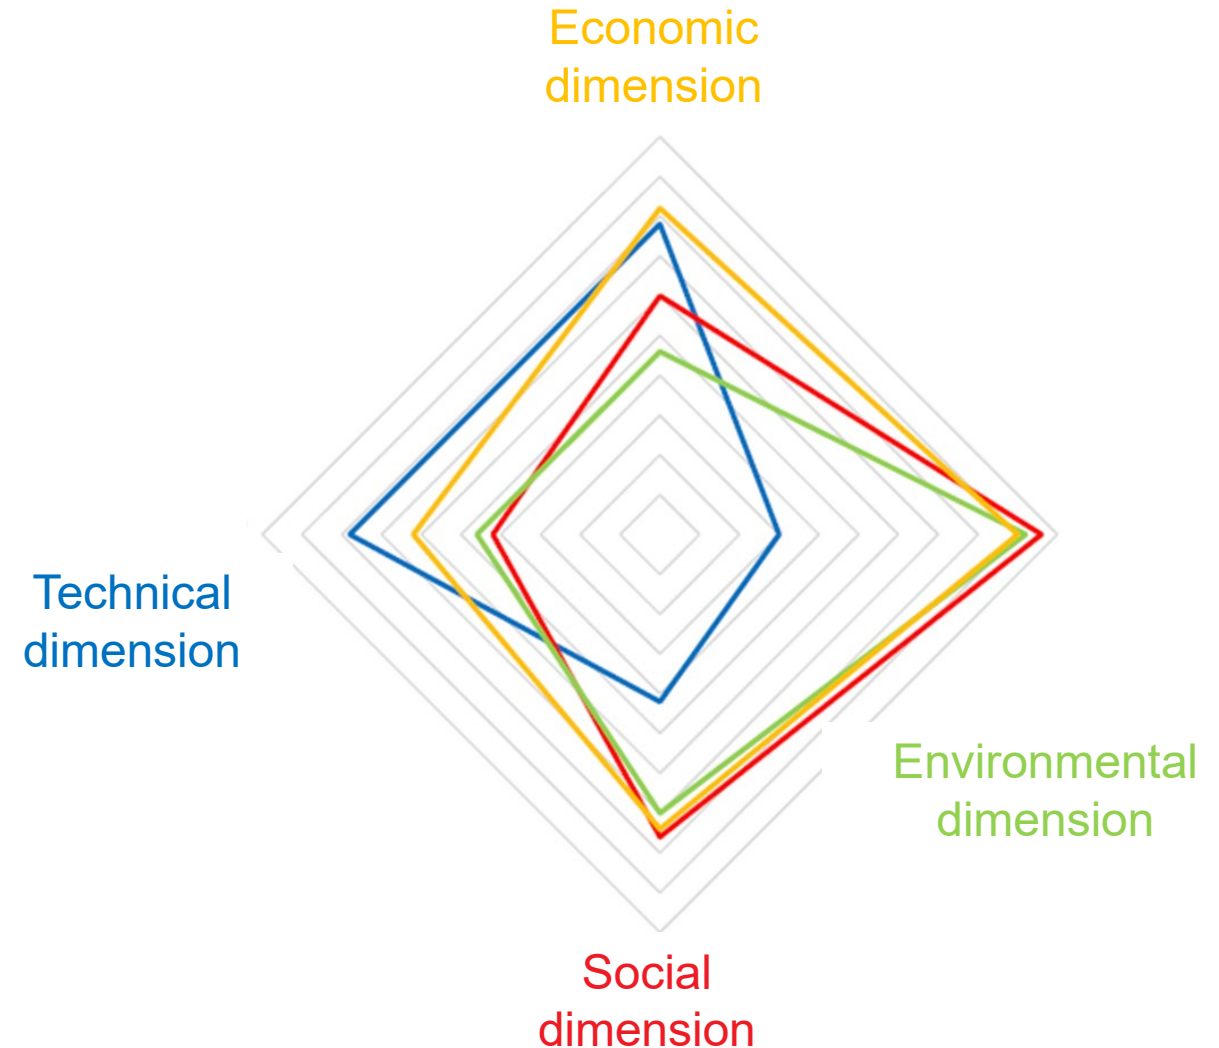 Economic
dimension
Technical
dimension
Environmental
dimension
Social
dimension